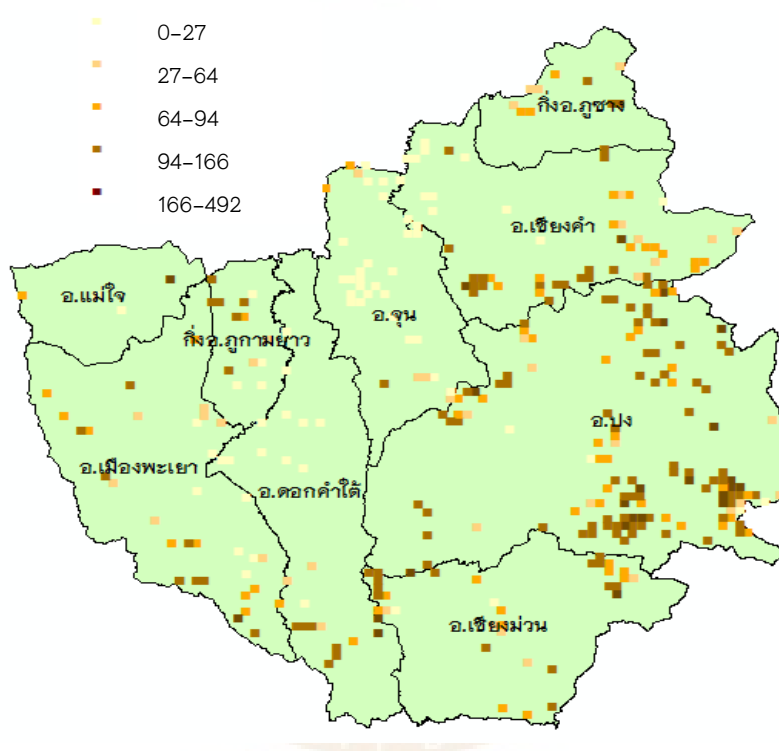 0-27
27-64
64-94
94-166
166-492
กิ่งอ.ภูซาง
อ.เชียงคำ
อ.แม่ใจ
อ.จุน
กิ่งอ.ภูกามยาว
อ.ปง
อ.เมืองพะเยา
อ.ดอกคำใต้
อ.เชียงม่วน